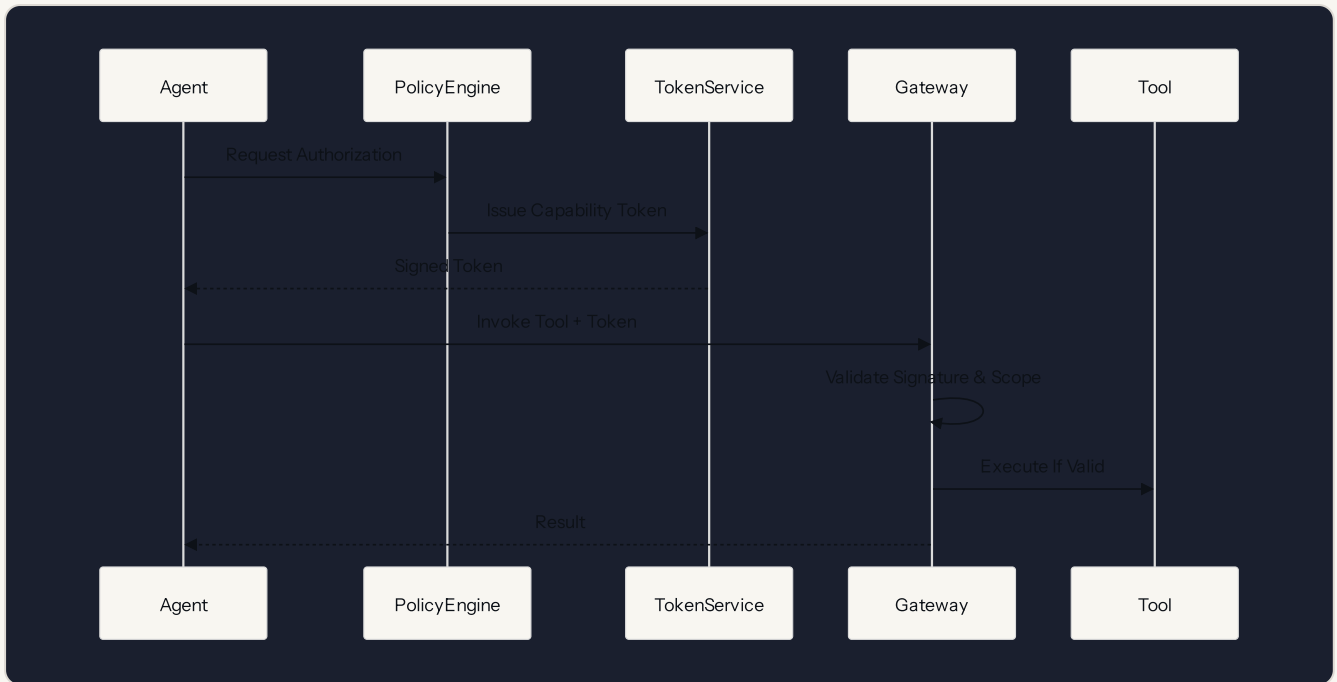 Agent
PolicyEngine
TokenService
Gateway
Tool
Request Authorization
Issue Capability Token
Signed Token
Invoke Tool + Token
Validate Signature & Scope
Execute If Valid
Result
Agent
PolicyEngine
TokenService
Gateway
Tool